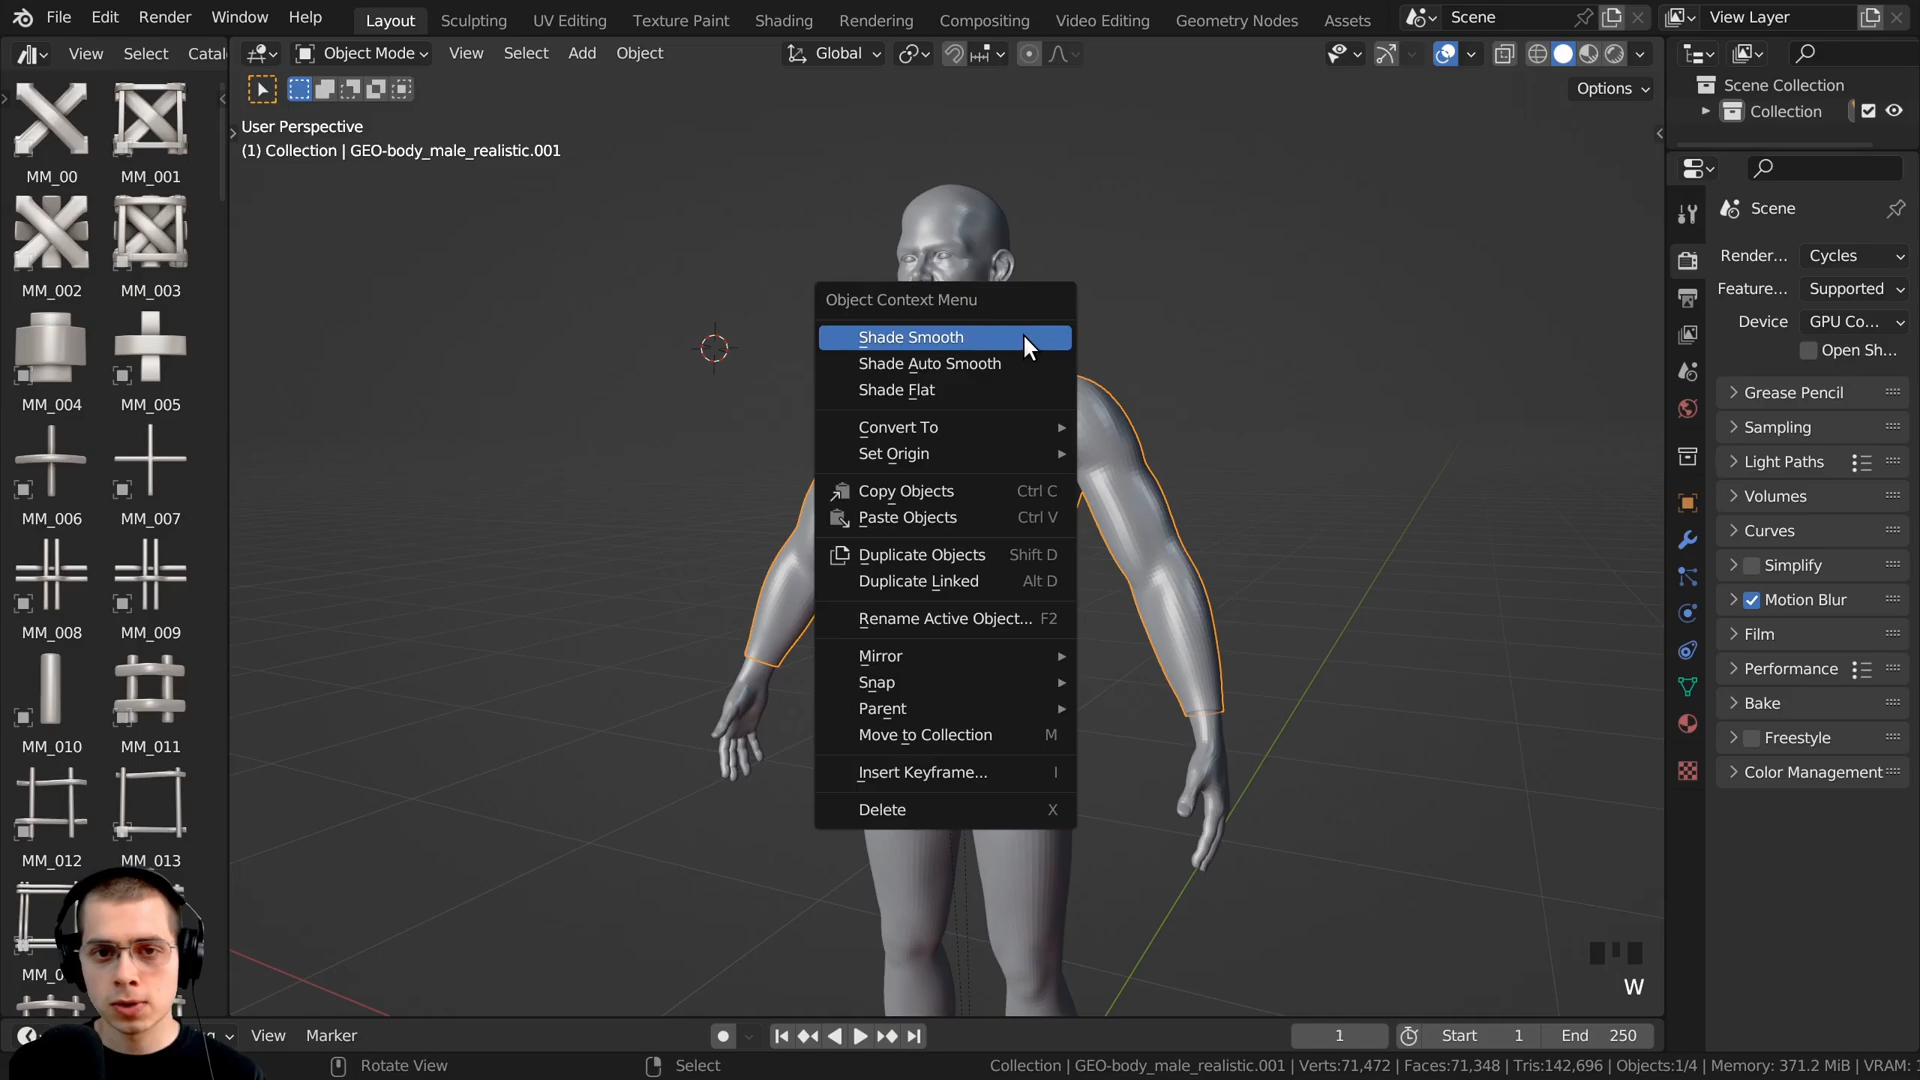 File Edit Render Window Help Layout Sculpting UV Editing Texture Paint Shading Rendering Compositing Video Editing Geometry Nodes Assets Scene View Layer
View Select Catal Object Mode View Select Add Object Global
Options
User Perspective
(1) Collection | GEO-body_male_realistic.001
MM_00 MM_001
MM_002 MM_003
MM_004 MM_005
MM_006 MM_007
MM_008 MM_009
MM_010 MM_011
MM_012 MM_013
Object Context Menu
Shade Smooth
Shade Auto Smooth
Shade Flat
Convert To
Set Origin
Copy Objects Ctrl C
Paste Objects Ctrl V
Duplicate Objects Shift D
Duplicate Linked Alt D
Rename Active Object... F2
Mirror
Snap
Parent
Move to Collection M
Insert Keyframe... I
Delete X
W
Scene Collection
Collection
Scene
Render... Cycles
Feature... Supported
Device GPU Co...
Open Sh...
Grease Pencil
Sampling
Light Paths
Volumes
Curves
Simplify
Motion Blur
Film
Performance
Bake
Freestyle
Color Management
View Marker 1 Start 1 End 250
Rotate View Select Collection | GEO-body_male_realistic.001 | Verts:71,472 | Faces:71,348 | Tris:142,696 | Objects:1/4 | Memory: 371.2 MiB | VRAM: